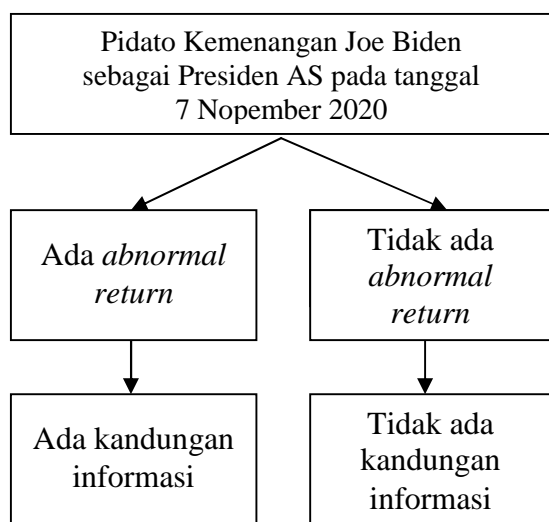 Pidato Kemenangan Joe Biden
sebagai Presiden AS pada tanggal
7 Nopember 2020
Ada abnormal
return
Tidak ada
abnormal
return
Ada kandungan
informasi
Tidak ada
kandungan
informasi